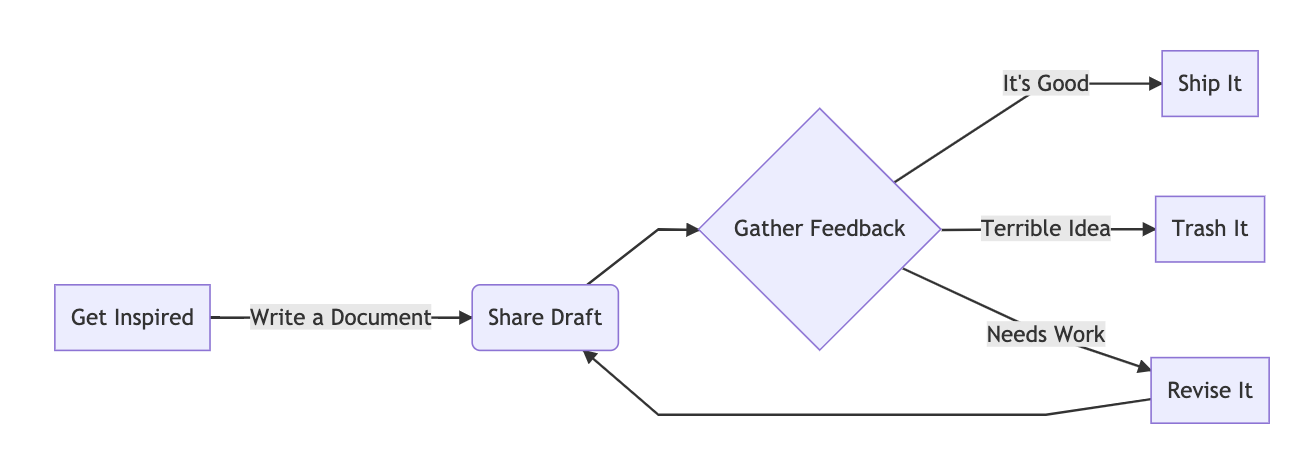 Get Inspired
Write a Document
Share Draft
Gather Feedback
It's Good
Ship It
Terrible Idea
Trash It
Needs Work
Revise It